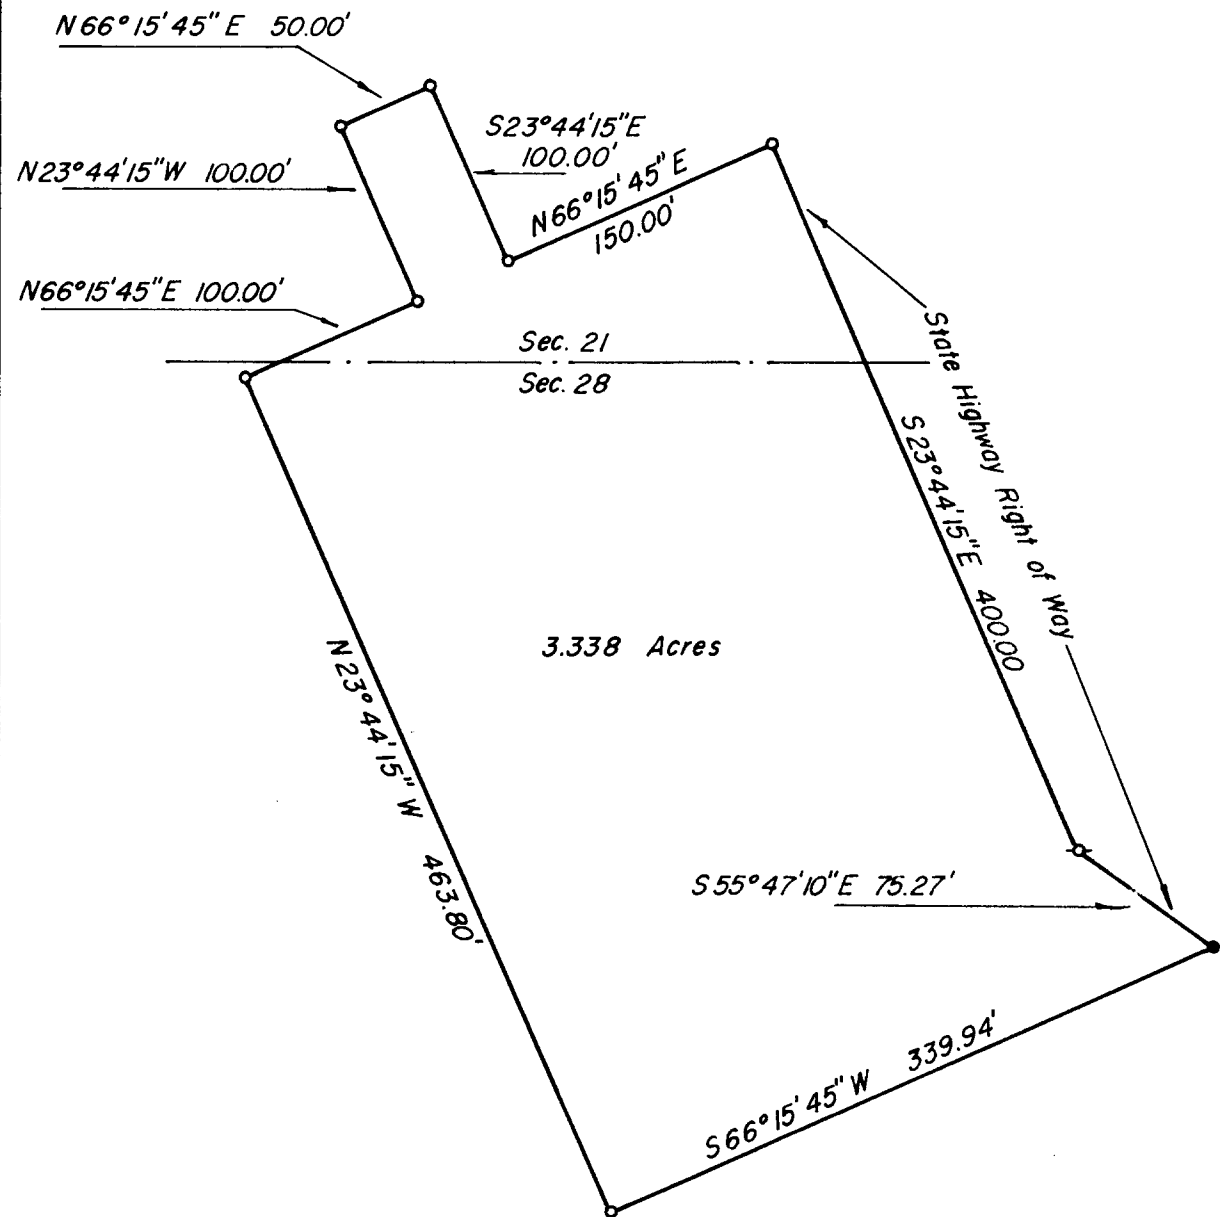 N66°15'45"E 50.00'
S23°44'15"E
100.00'
N23°44'15"W 100.00'
N66°15'45"E
150.00'
N66°15'45"E 100.00'
Sec. 21
Sec. 28
State Highway Right of Way
S23°44'15"E 400.00
3.338 Acres
N23°44'15"W 463.80'
S55°47'10"E 75.27'
S66°15'45"W 339.94'